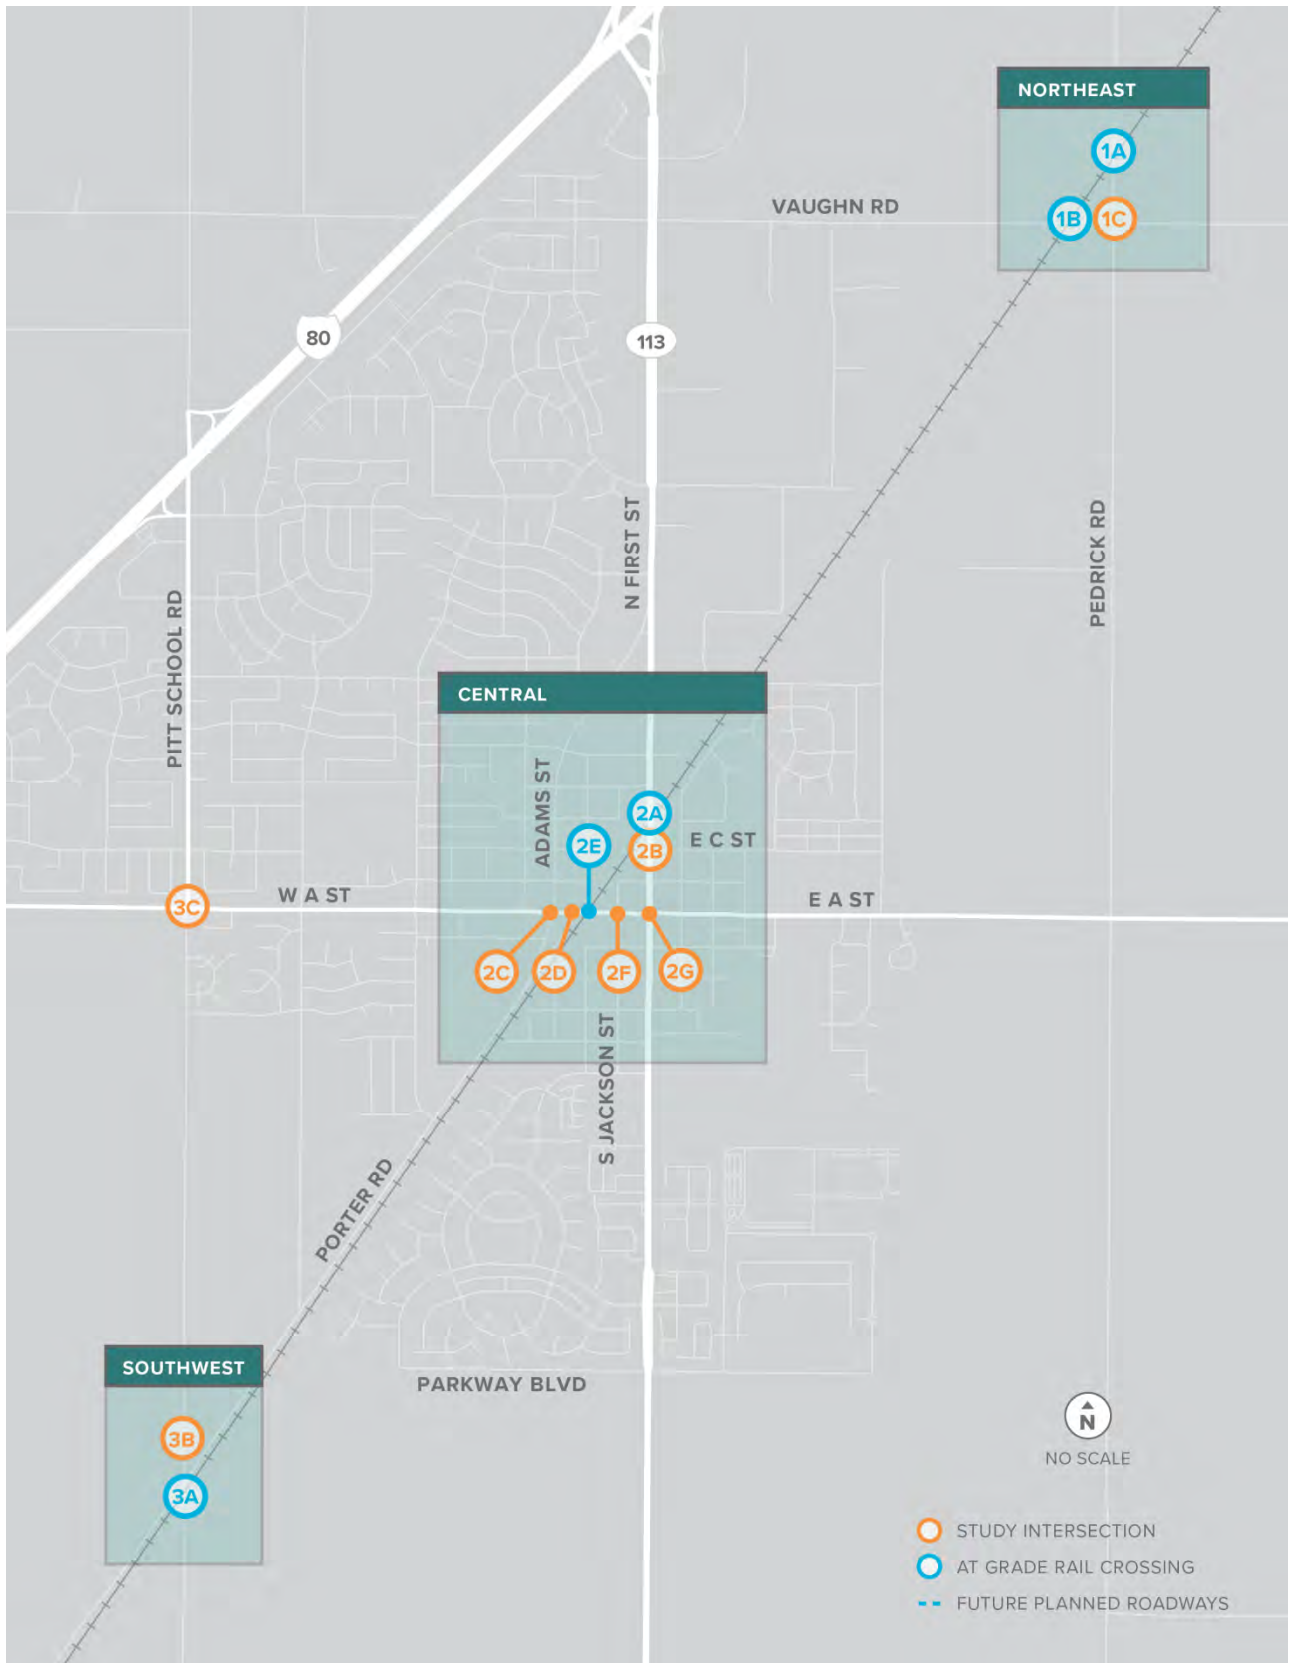 NORTHEAST
1A
VAUGHN RD
1B
1C
80
113
N FIRST ST
PEDRICK RD
PITT SCHOOL RD
CENTRAL
ADAMS ST
2A
2E
2B
E C ST
3C
W A ST
E A ST
2C
2D
2F
2G
S JACKSON ST
PORTER RD
SOUTHWEST
PARKWAY BLVD
3B
3A
N
NO SCALE
STUDY INTERSECTION
AT GRADE RAIL CROSSING
FUTURE PLANNED ROADWAYS